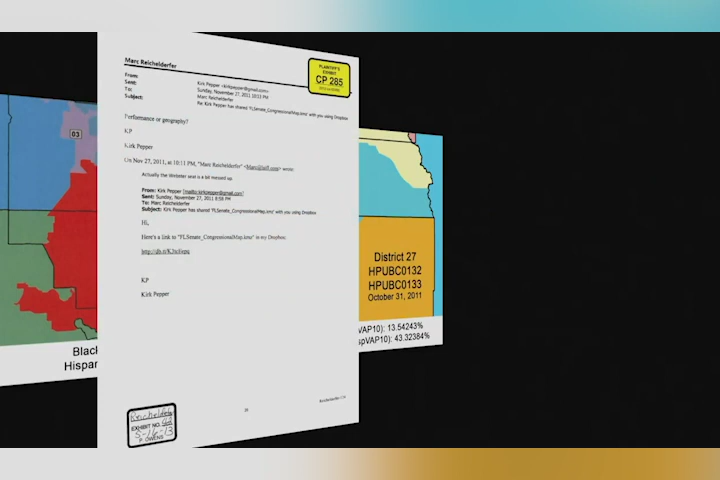 Marc Reichelderfer
PLAINTIFF'S
EXHIBIT
CP 285
From: Kirk Pepper <kirkpepper@gmail.com>
Sent: Sunday, November 27, 2011 10:53 PM
To: Marc Reichelderfer
Subject: Re: Kirk Pepper has shared 'FLSenate_CongressionalMap.kmz' with you using Dropbox
Performance or geography?
KP
Kirk Pepper
On Nov 27, 2011, at 10:11 PM, "Marc Reichelderfer" wrote:
Actually the Webster seat is a bit messed up.
From: Kirk Pepper [mailto:kirkpepper@gmail.com]
Sent: Sunday, November 27, 2011 8:58 PM
To: Marc Reichelderfer
Subject: Kirk Pepper has shared 'FLSenate_CongressionalMap.kmz' with you using Dropbox
Hi,
Here's a link to "FLSenate_CongressionalMap.kmz" in my Dropbox:
KP
Kirk Pepper
EXHIBIT NO.
5-16-13
P. OWENS
03
Black
Hispan
District 27
HPUBC0132
HPUBC0133
October 31, 2011
VAP10): 13.54243%
spVAP10): 43.32384%